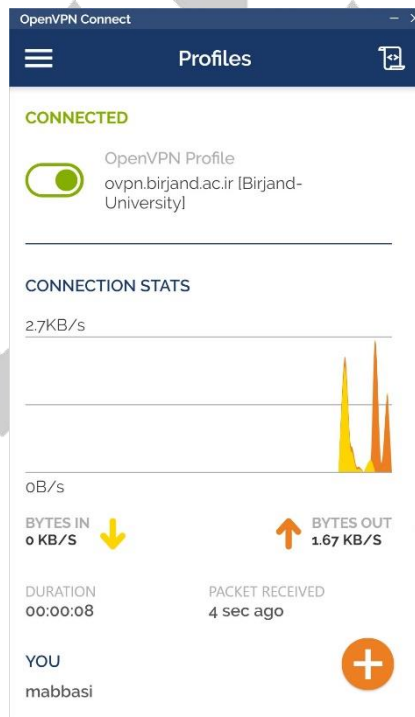 OpenVPN Connect
Profiles
CONNECTED
OpenVPN Profile
ovpn.birjand.ac.ir [Birjand-
University]
CONNECTION STATS
2.7KB/s
0B/s
BYTES IN
0 KB/S
BYTES OUT
1.67 KB/S
DURATION
00:00:08
PACKET RECEIVED
4 sec ago
YOU
mabbasi